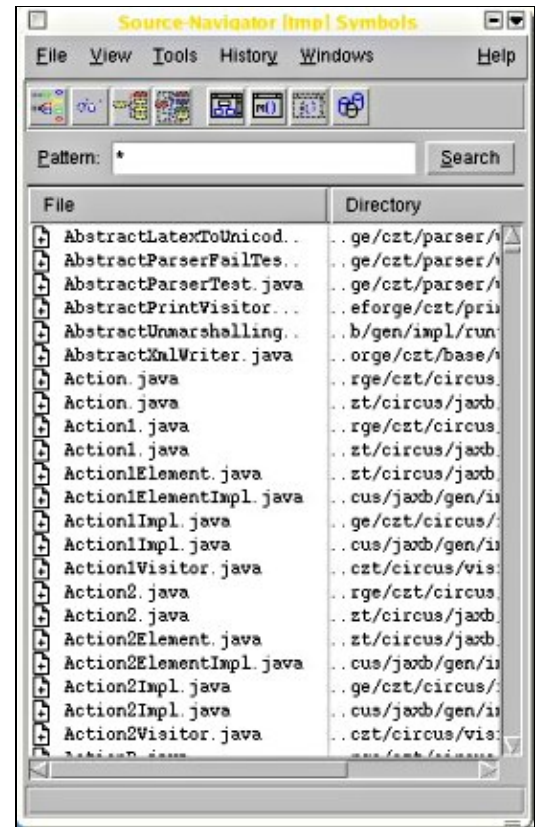 Source-Navigator [tmp] Symbols
File View Tools History Windows Help
Pattern: * Search
File Directory
AbstractLatexToUnicod.. ..ge/czt/parser/
AbstractParserFailTes.. ..ge/czt/parser/
AbstractParserTest.java ..ge/czt/parser/
AbstractPrintVisitor... ..eforge/czt/pri
AbstractUnmarshalling.. ..b/gen/impl/run
AbstractXmlWriter.java ..orge/czt/base/
Action.java ..rge/czt/circus
Action.java ..zt/circus/jaxb
Action1.java ..rge/czt/circus
Action1.java ..zt/circus/jaxb
Action1Element.java ..zt/circus/jaxb
Action1ElementImpl.java ..cus/jaxb/gen/i
Action1Impl.java ..ge/czt/circus/
Action1Impl.java ..cus/jaxb/gen/i
Action1Visitor.java ..czt/circus/vis
Action2.java ..rge/czt/circus
Action2.java ..zt/circus/jaxb
Action2Element.java ..zt/circus/jaxb
Action2ElementImpl.java ..cus/jaxb/gen/i
Action2Impl.java ..ge/czt/circus/
Action2Impl.java ..cus/jaxb/gen/i
Action2Visitor.java ..czt/circus/vis